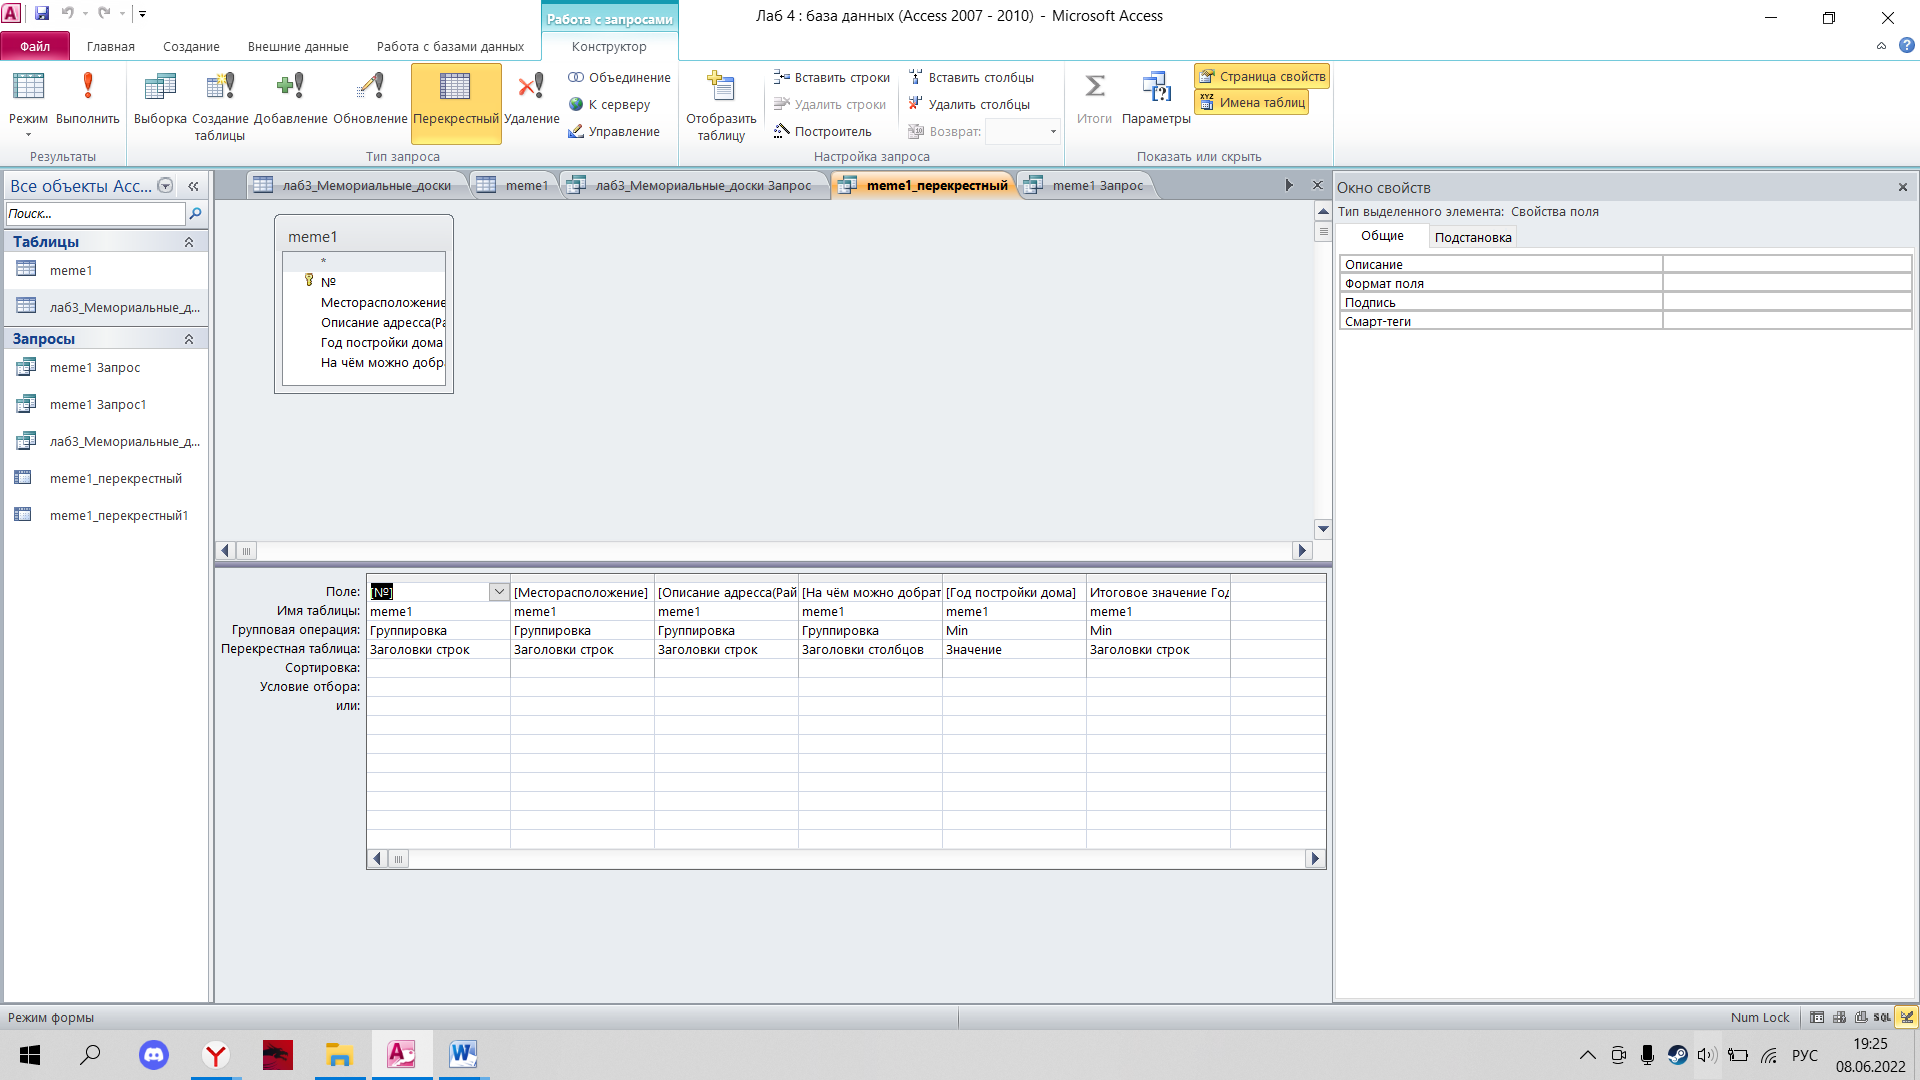 Работа с запросами
Лаб 4 : база данных (Access 2007 - 2010) - Microsoft Access
Файл Главная Создание Внешние данные Работа с базами данных Конструктор
Режим Выполнить
Результаты
Выборка Создание таблицы Добавление Обновление Перекрестный Удаление
Объединение
К серверу
Управление
Тип запроса
Отобразить таблицу
Вставить строки
Удалить строки
Построитель
Вставить столбцы
Удалить столбцы
Возврат:
Настройка запроса
Итоги Параметры
Страница свойств
Имена таблиц
Показать или скрыть
Все объекты Acc...
Поиск...
Таблицы
meme1
лаб3_Мемориальные_д...
Запросы
meme1 Запрос
meme1 Запрос1
лаб3_Мемориальные_д...
meme1_перекрестный
meme1_перекрестный1
лаб3_Мемориальные_доски meme1 лаб3_Мемориальные_доски Запрос meme1_перекрестный meme1 Запрос
meme1
*
№
Месторасположение
Описание адреса(Ра
Год постройки дома
На чём можно добр
Поле: [№] [Месторасположение] [Описание адреса(Рай [На чём можно добрат [Год постройки дома] Итоговое значение Год
Имя таблицы: meme1 meme1 meme1 meme1 meme1 meme1
Групповая операция: Группировка Группировка Группировка Группировка Min Min
Перекрестная таблица: Заголовки строк Заголовки строк Заголовки строк Заголовки столбцов Значение Заголовки строк
Сортировка:
Условие отбора:
или:
Окно свойств
Тип выделенного элемента: Свойства поля
Общие Подстановка
Описание
Формат поля
Подпись
Смарт-теги
Режим формы Num Lock SQL
РУС 19:25
08.06.2022